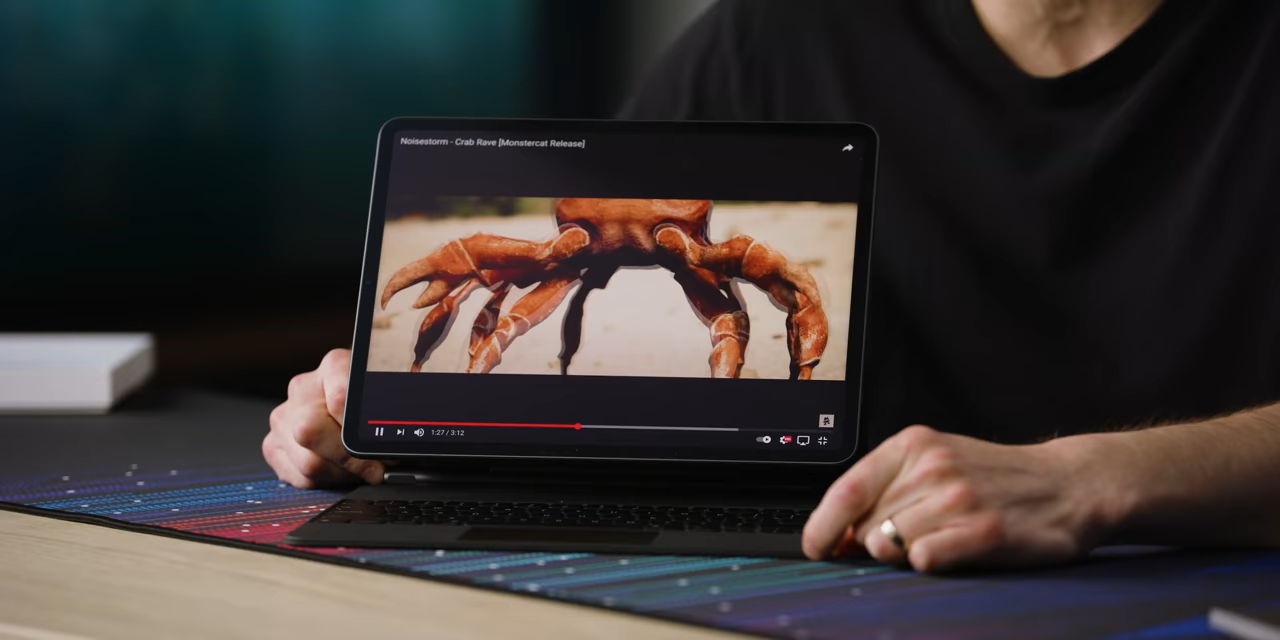 Noisestorm - Crab Rave [Monstercat Release]
1:27 / 3:12